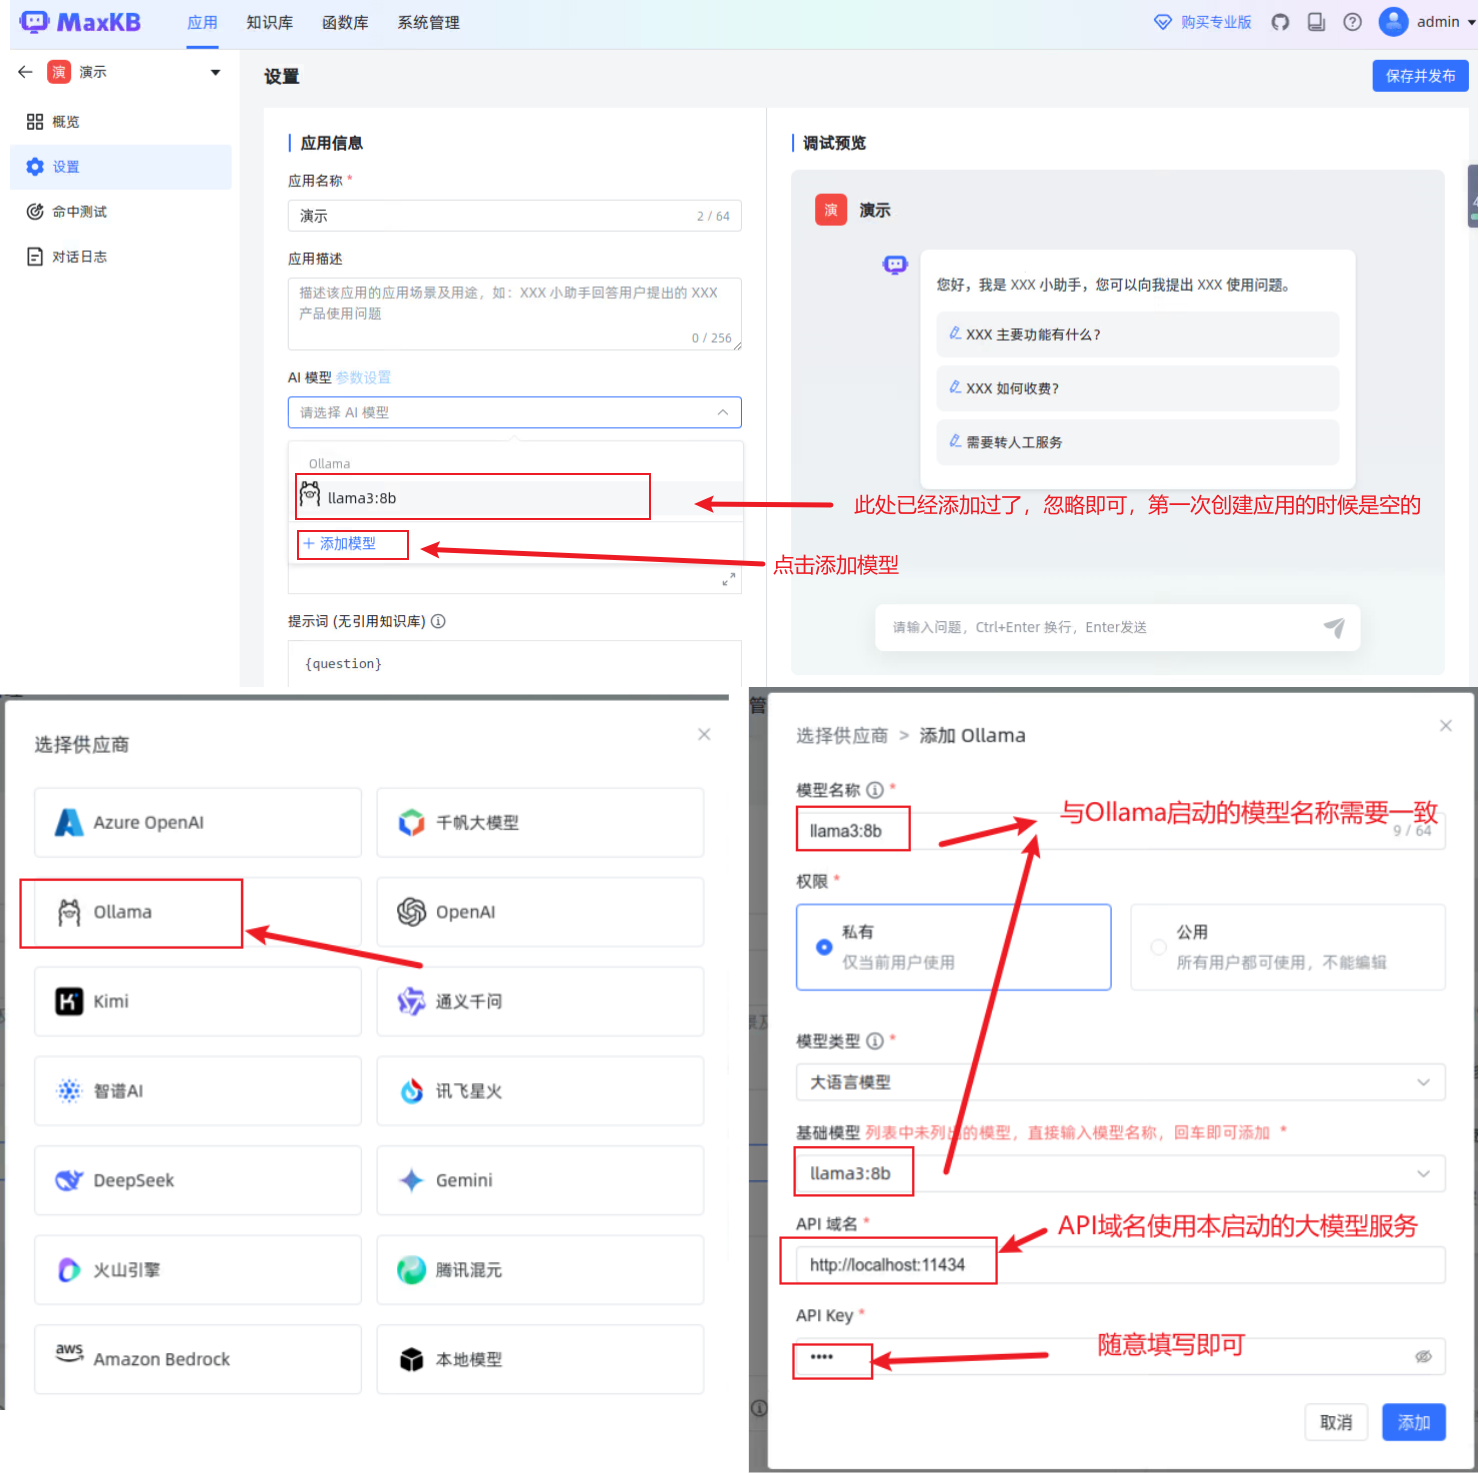 MaxKB
应用
知识库
函数库
系统管理
购买专业版
admin
演 演示
概览
设置
命中测试
对话日志
设置
保存并发布
应用信息
应用名称 *
演示
2 / 64
应用描述
描述该应用的应用场景及用途，如：XXX 小助手回答用户提出的 XXX
产品使用问题
0 / 256
AI 模型 参数设置
请选择 AI 模型
Ollama
llama3:8b
+ 添加模型
提示词 (无引用知识库)
{question}
调试预览
演 演示
您好，我是 XXX 小助手，您可以向我提出 XXX 使用问题。
XXX 主要功能有什么？
XXX 如何收费？
需要转人工服务
此处已经添加过了，忽略即可，第一次创建应用的时候是空的
点击添加模型
请输入问题，Ctrl+Enter 换行，Enter发送
选择供应商
Azure OpenAI
千帆大模型
Ollama
OpenAI
Kimi
通义千问
智谱AI
讯飞星火
DeepSeek
Gemini
火山引擎
腾讯混元
aws
Amazon Bedrock
本地模型
管
选择供应商 > 添加 Ollama
模型名称 *
llama3:8b
9 / 64
与Ollama启动的模型名称需要一致
权限 *
私有
仅当前用户使用
公用
所有用户都可使用，不能编辑
模型类型 *
大语言模型
基础模型 列表中未列出的模型，直接输入模型名称，回车即可添加 *
llama3:8b
API 域名 *
API域名使用本启动的大模型服务
http://localhost:11434
API Key *
••••
随意填写即可
取消
添加